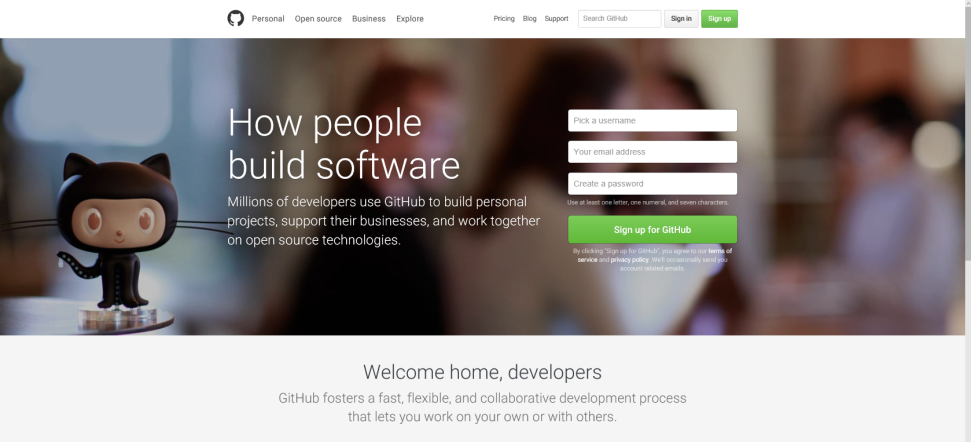 Personal Open source Business Explore Pricing Blog Support Search GitHub Sign in Sign up
How people
build software
Millions of developers use GitHub to build personal
projects, support their businesses, and work together
on open source technologies.
Pick a username
Your email address
Create a password
Use at least one letter, one numeral, and seven characters.
Sign up for GitHub
By clicking "Sign up for GitHub", you agree to our terms of
service and privacy policy. We'll occasionally send you
account related emails.
Welcome home, developers
GitHub fosters a fast, flexible, and collaborative development process
that lets you work on your own or with others.